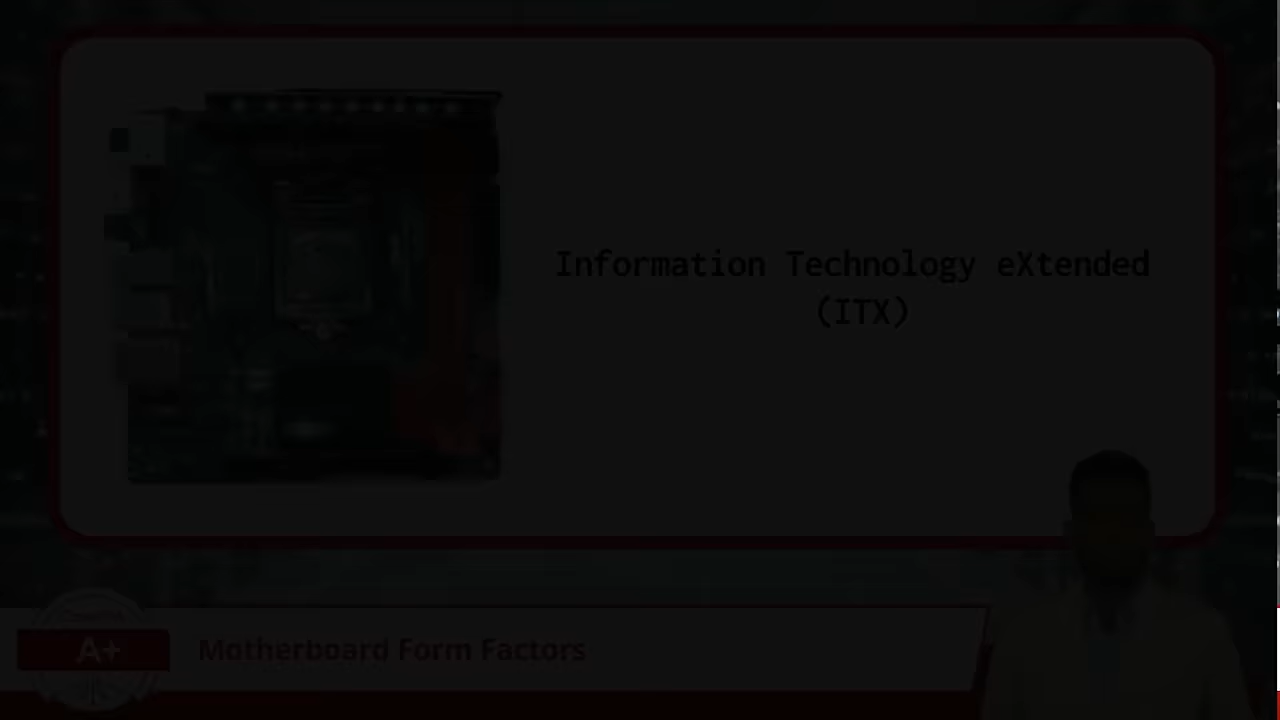 Information Technology eXtended
(ITX)
A+
Motherboard Form Factors